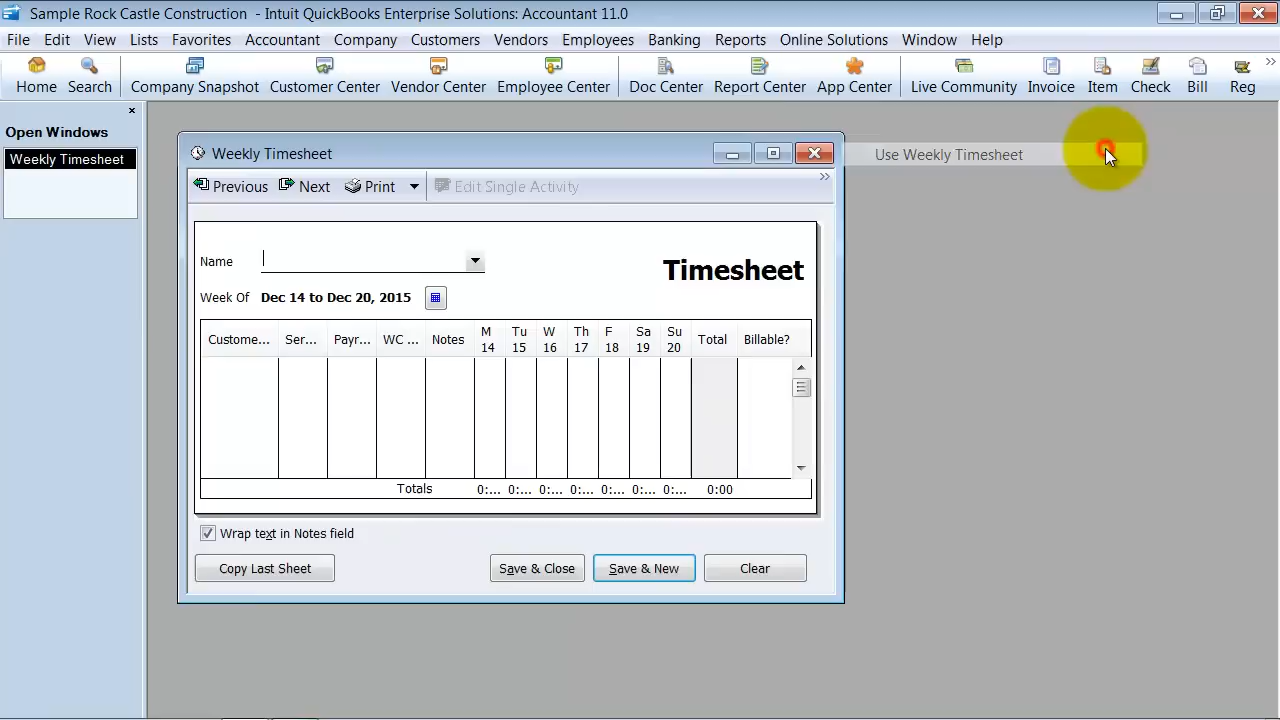 Sample Rock Castle Construction - Intuit QuickBooks Enterprise Solutions: Accountant 11.0
File Edit View Lists Favorites Accountant Company Customers Vendors Employees Banking Reports Online Solutions Window Help
Home Search Company Snapshot Customer Center Vendor Center Employee Center Doc Center Report Center App Center Live Community Invoice Item Check Bill Reg
Open Windows
Weekly Timesheet
Weekly Timesheet
Use Weekly Timesheet
Previous Next Print Edit Single Activity
Name
Timesheet
Week Of Dec 14 to Dec 20, 2015
Custome... Ser... Payr... WC ... Notes M 14 Tu 15 W 16 Th 17 F 18 Sa 19 Su 20 Total Billable?
Totals 0:... 0:... 0:... 0:... 0:... 0:... 0:... 0:00
Wrap text in Notes field
Copy Last Sheet Save & Close Save & New Clear